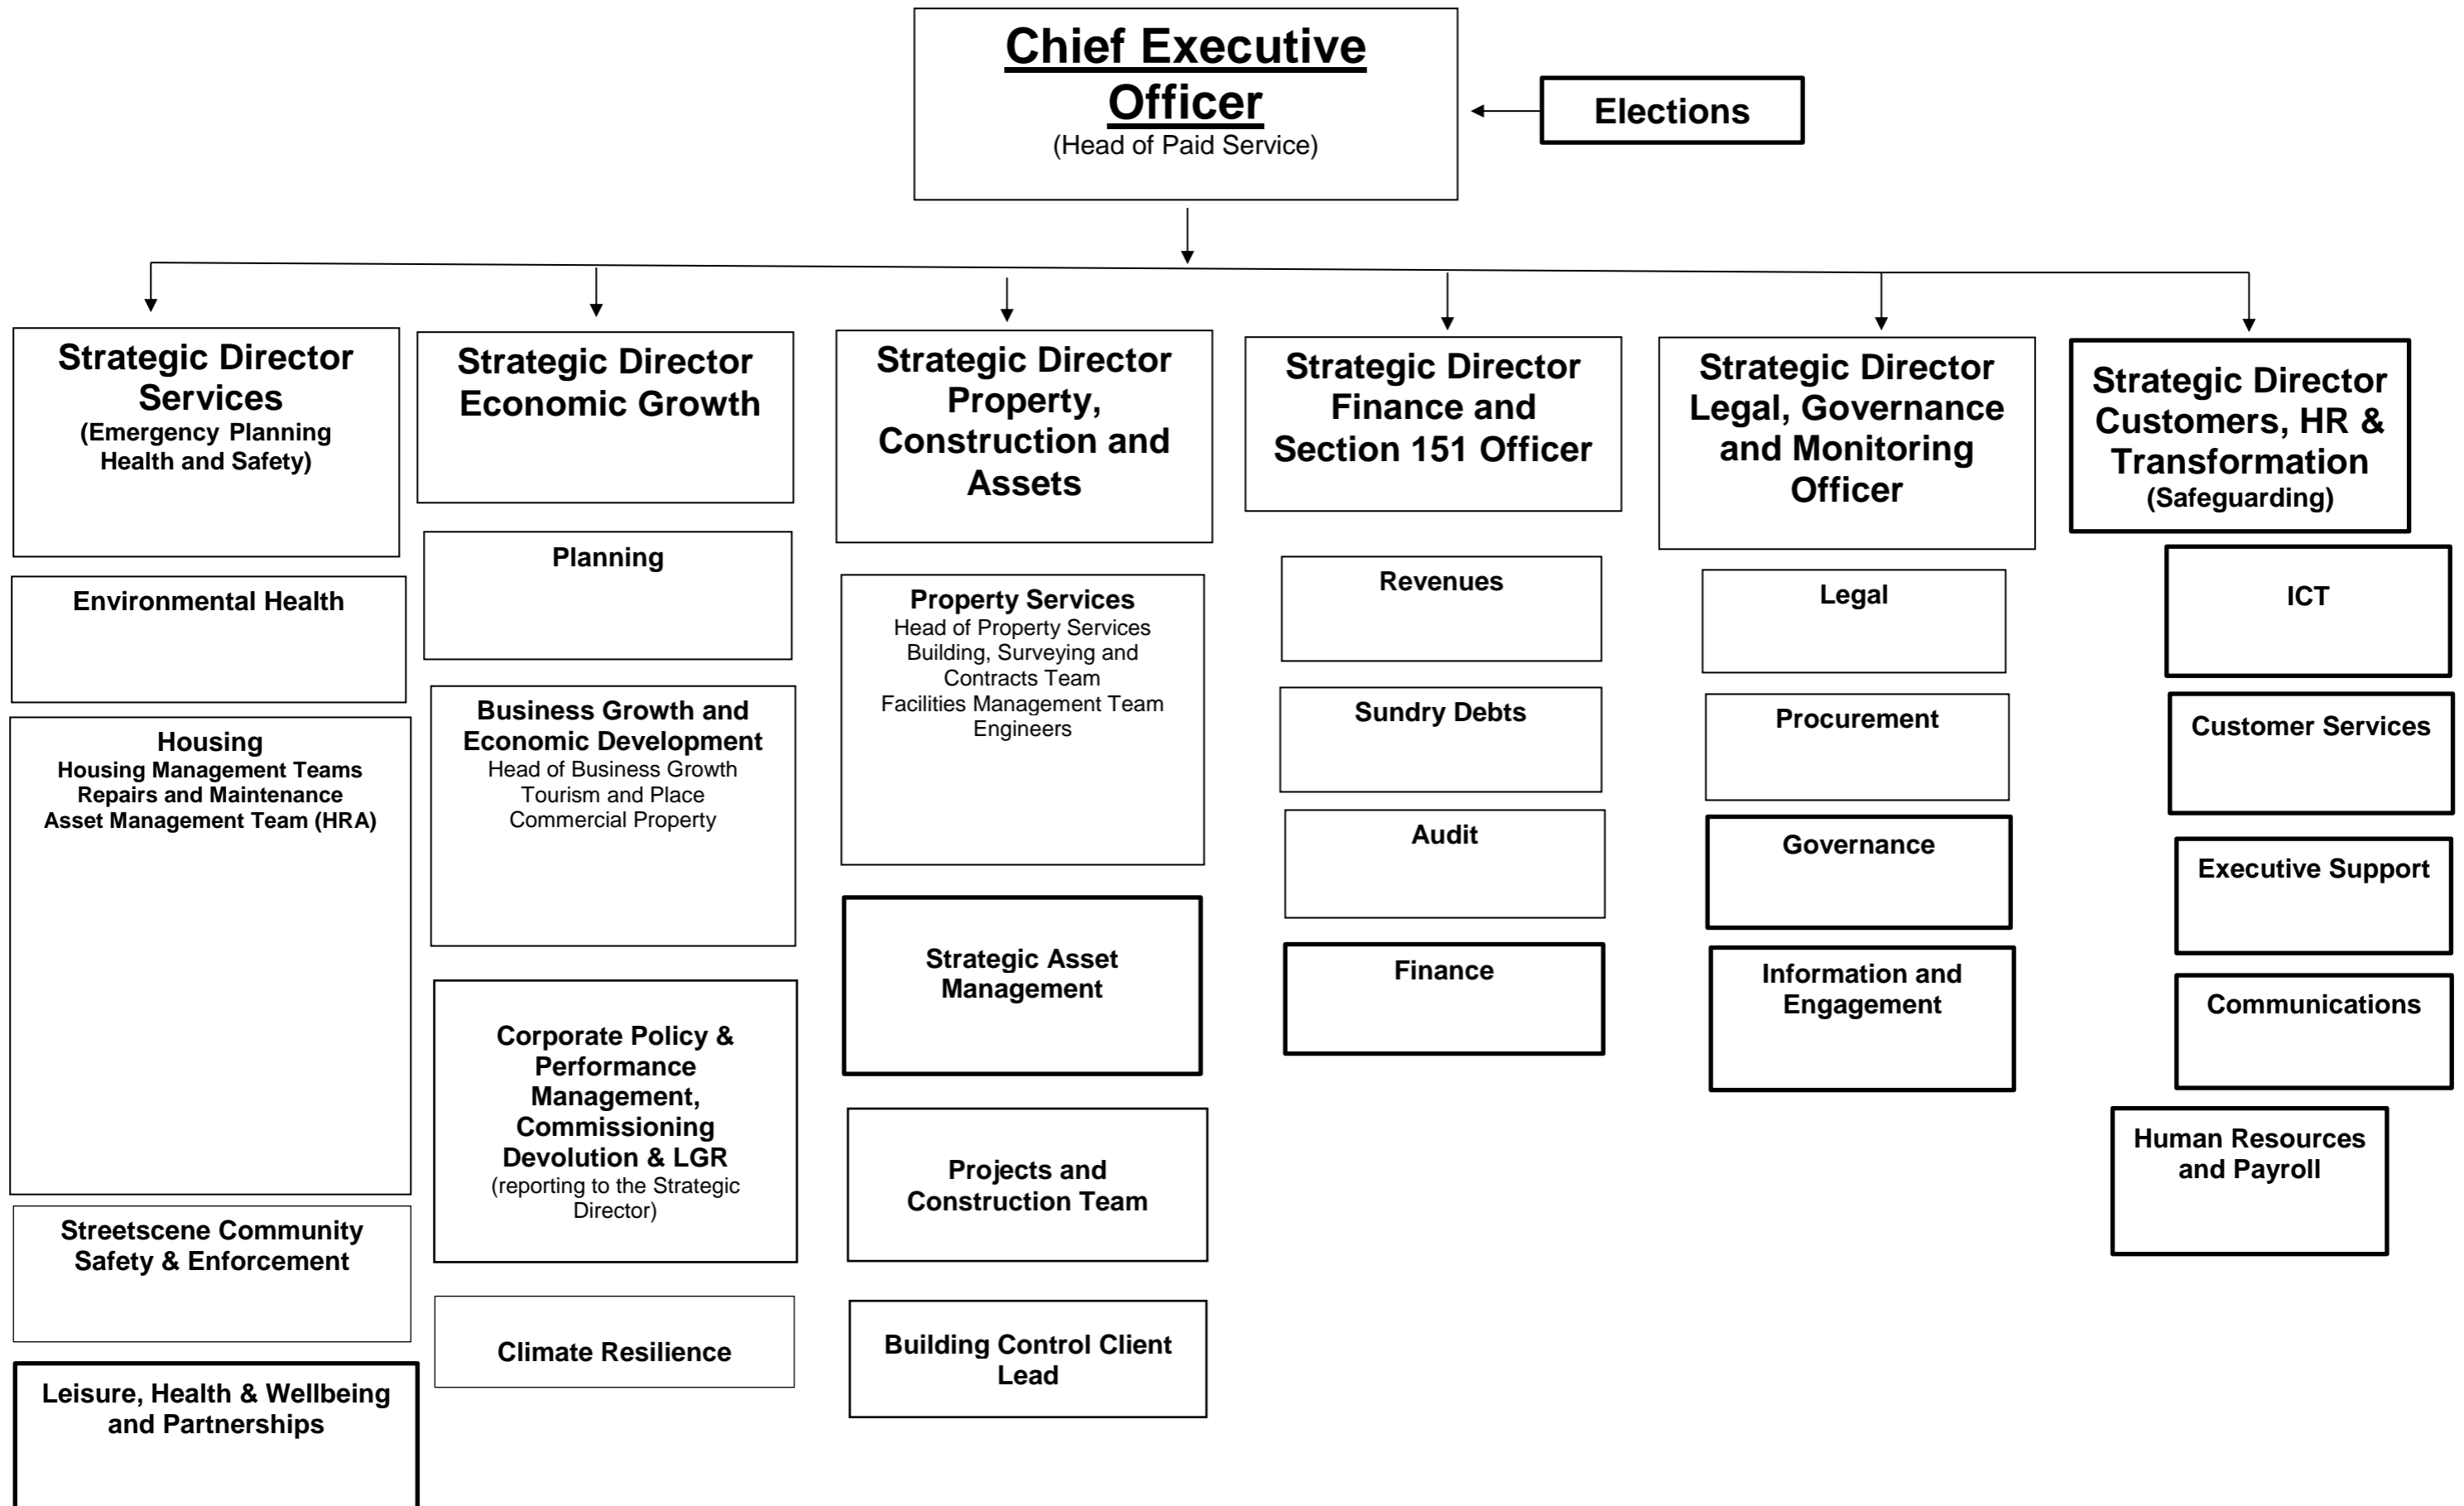 Chief Executive
Officer
(Head of Paid Service)
Elections
Strategic Director
Services
(Emergency Planning
Health and Safety)
Environmental Health
Housing
Housing Management Teams
Repairs and Maintenance
Asset Management Team (HRA)
Streetscene Community
Safety & Enforcement
Leisure, Health & Wellbeing
and Partnerships
Strategic Director
Economic Growth
Planning
Business Growth and
Economic Development
Head of Business Growth
Tourism and Place
Commercial Property
Corporate Policy &
Performance
Management,
Commissioning
Devolution & LGR
(reporting to the Strategic
Director)
Climate Resilience
Strategic Director
Property,
Construction and
Assets
Property Services
Head of Property Services
Building, Surveying and
Contracts Team
Facilities Management Team
Engineers
Strategic Asset
Management
Projects and
Construction Team
Building Control Client
Lead
Strategic Director
Finance and
Section 151 Officer
Revenues
Sundry Debts
Audit
Finance
Strategic Director
Legal, Governance
and Monitoring
Officer
Legal
Procurement
Governance
Information and
Engagement
Strategic Director
Customers, HR &
Transformation
(Safeguarding)
ICT
Customer Services
Executive Support
Communications
Human Resources
and Payroll